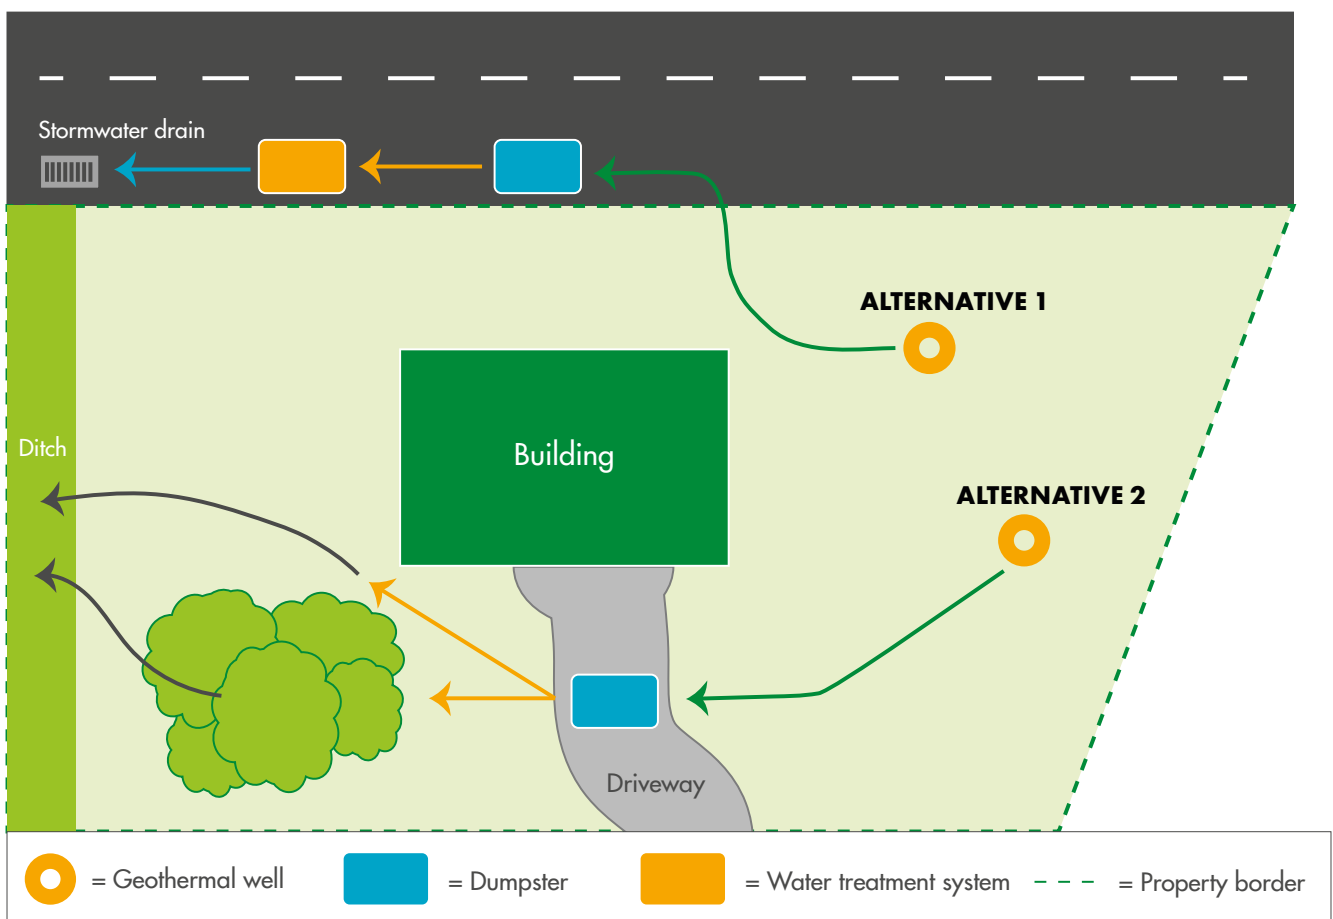 Stormwater drain
ALTERNATIVE 1
Ditch
Building
ALTERNATIVE 2
Driveway
= Geothermal well
= Dumpster
= Water treatment system
= Property border